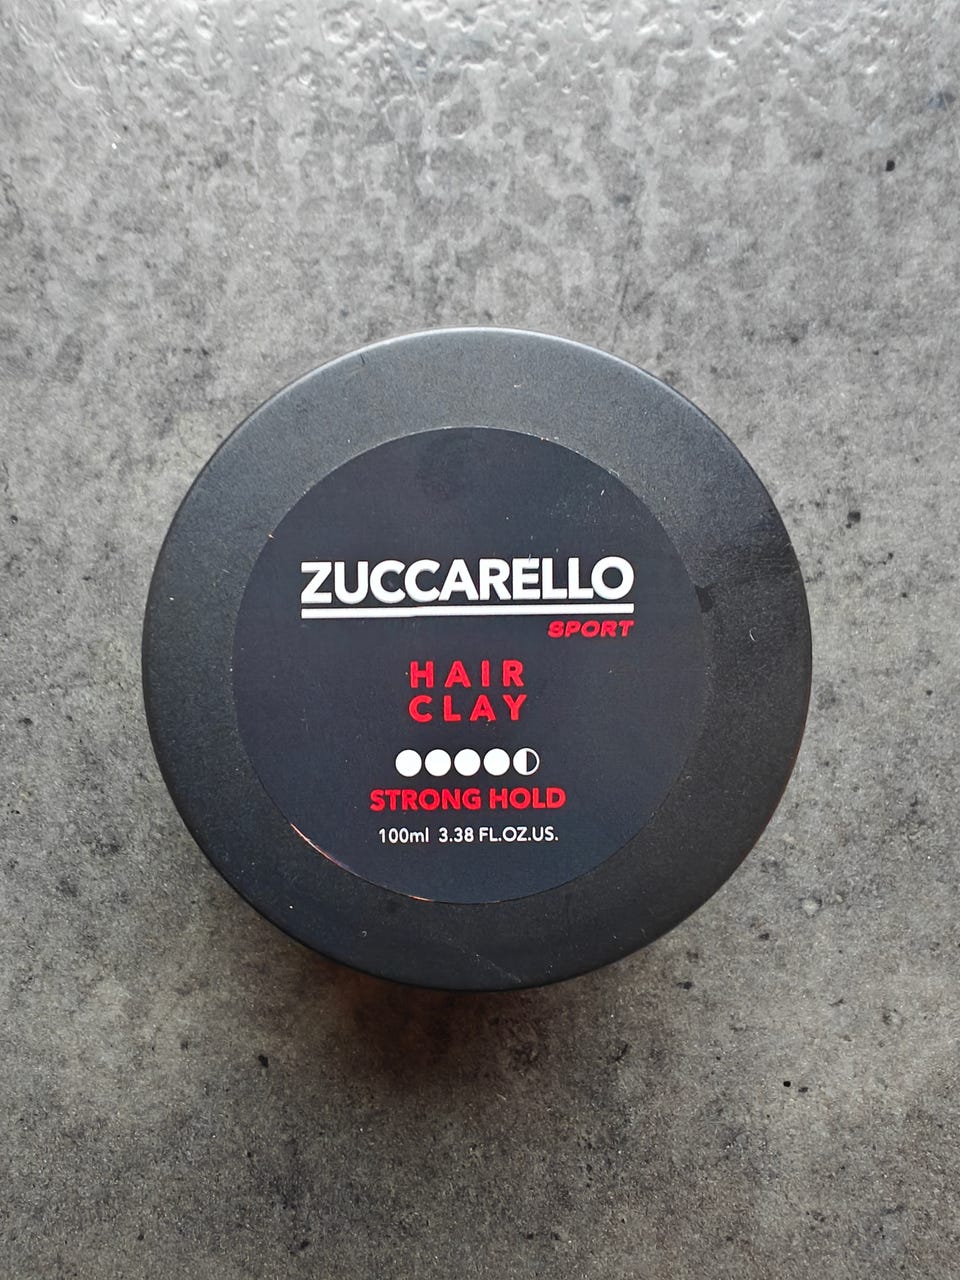 ZUCCARELLO
SPORT
HAIR
CLAY
STRONG HOLD
100ml 3.38 FL.OZ.US.